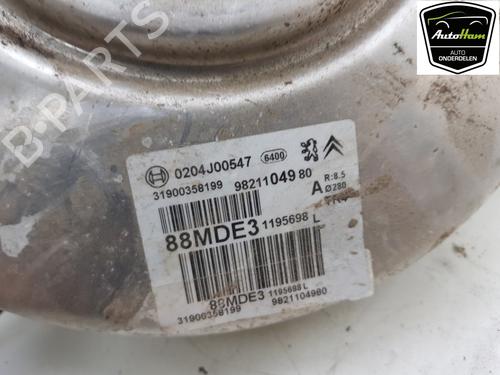 AutoHam
AUTO
ONDERDELEN
B-PARTS
0204J00547 6400
31900358199 98211049 80
R:8.5
A Ø280
88MDE3 1195698 L
88MDE3 1195698 L
31900358199 9821104980